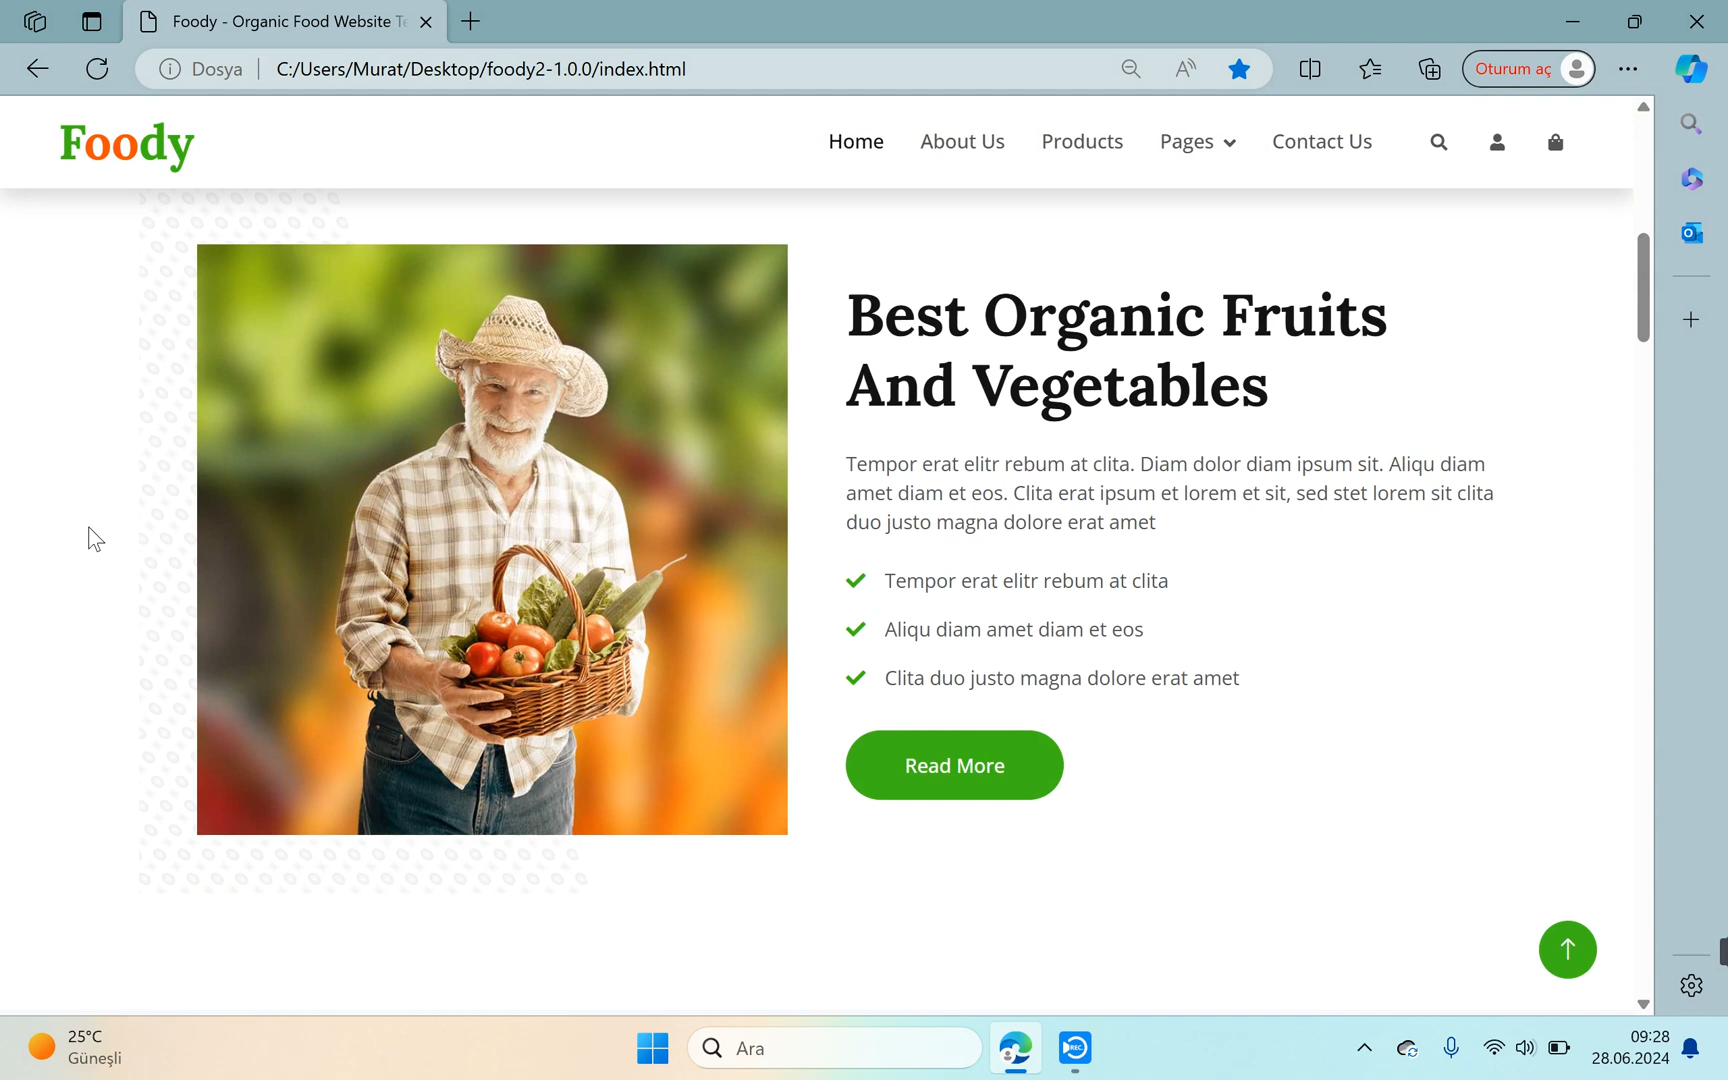 Foody - Organic Food Website Te
Dosya
C:/Users/Murat/Desktop/foody2-1.0.0/index.html
Oturum aç
Foody
Home
About Us
Products
Pages
Contact Us
Best Organic Fruits
And Vegetables
Tempor erat elitr rebum at clita. Diam dolor diam ipsum sit. Aliqu diam
amet diam et eos. Clita erat ipsum et lorem et sit, sed stet lorem sit clita
duo justo magna dolore erat amet
Tempor erat elitr rebum at clita
Aliqu diam amet diam et eos
Clita duo justo magna dolore erat amet
Read More
25°C
Güneşli
Ara
REC
09:28
28.06.2024